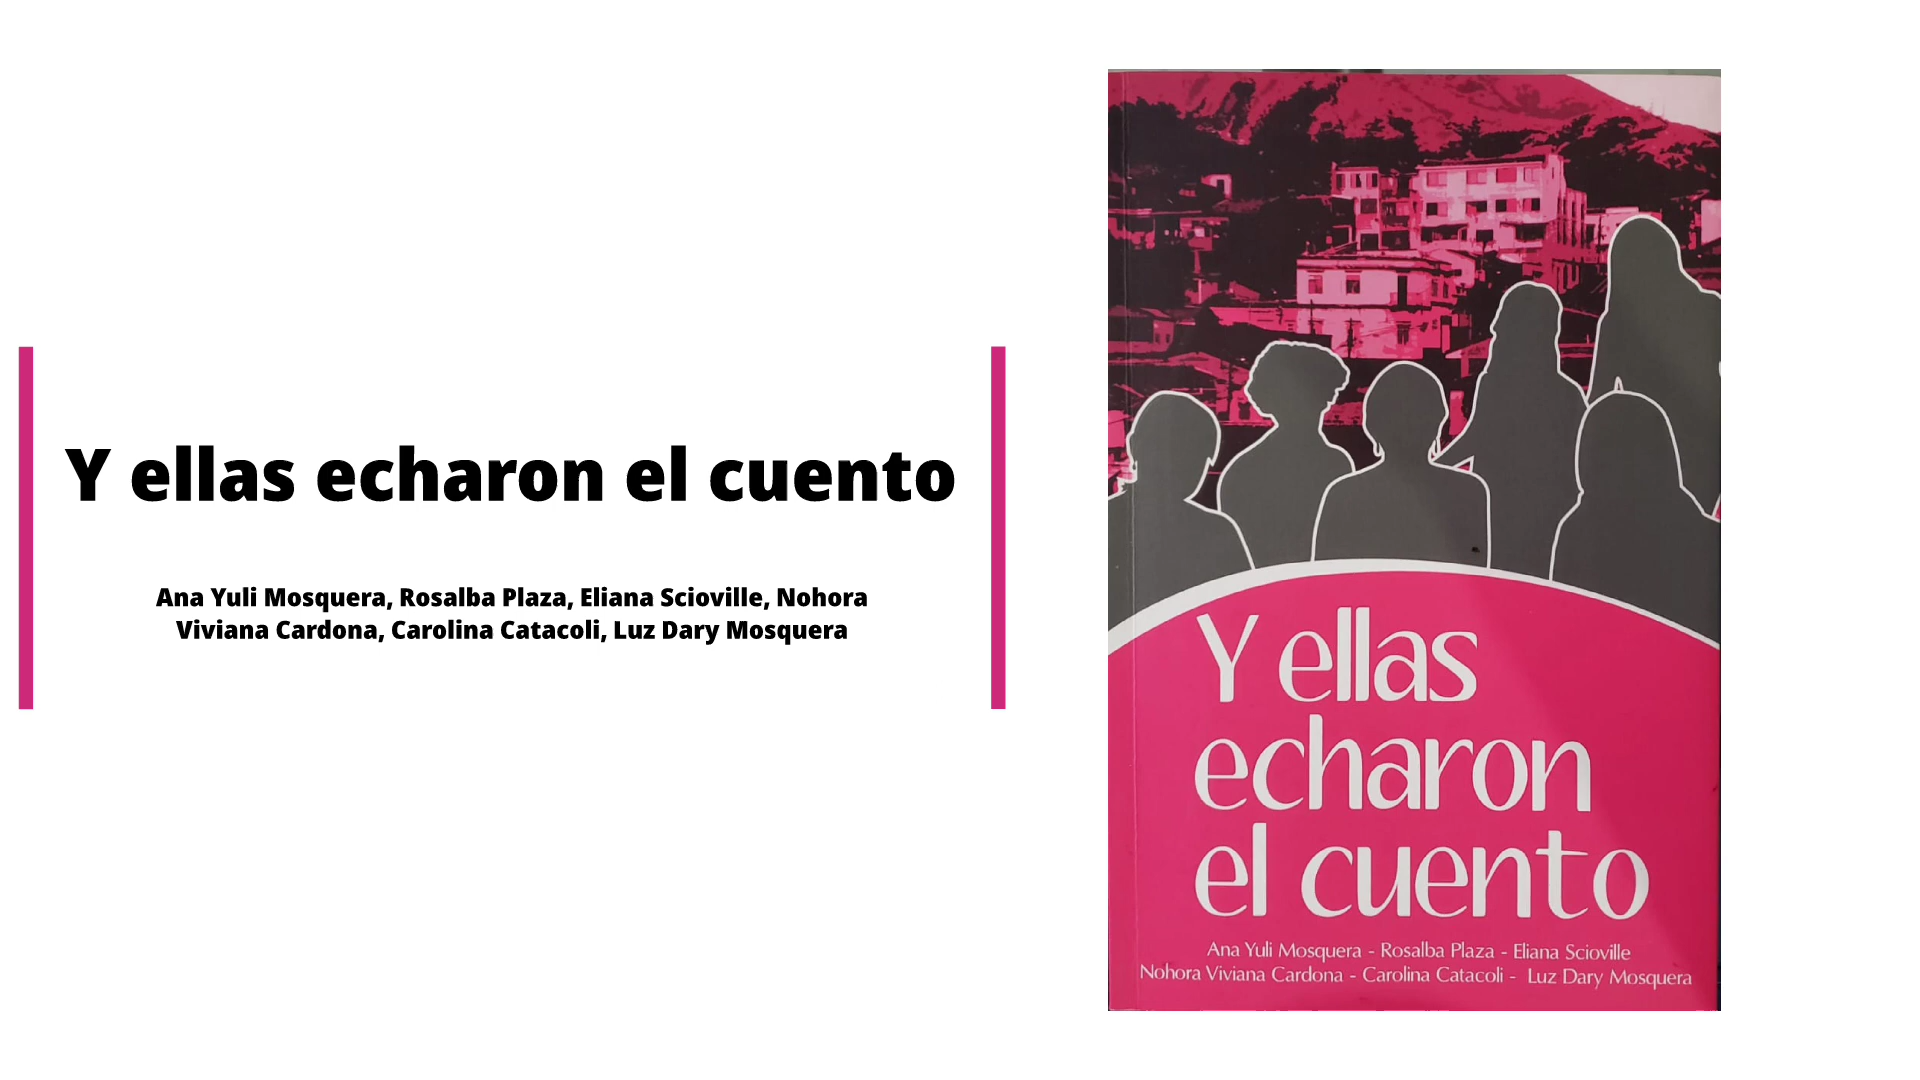 Y ellas echaron el cuento
Ana Yuli Mosquera, Rosalba Plaza, Eliana Scioville, Nohora
Viviana Cardona, Carolina Catacoli, Luz Dary Mosquera
Y ellas
echaron
el cuento
Ana Yuli Mosquera - Rosalba Plaza - Eliana Scioville
Nohora Viviana Cardona - Carolina Catacoli - Luz Dary Mosquera